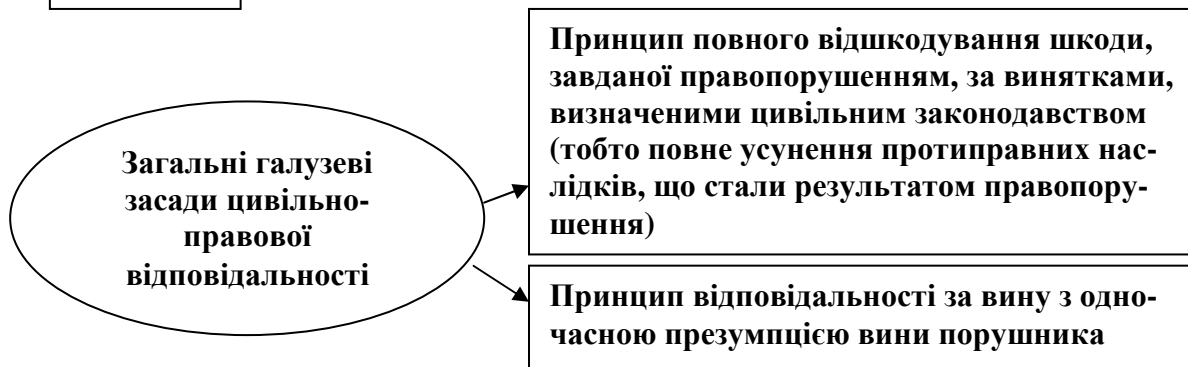 Принцип повного відшкодування шкоди,
завданої правопорушенням, за винятками,
визначеними цивільним законодавством
(тобто повне усунення протиправних нас-
лідків, що стали результатом правопору-
шення)
Загальні галузеві
засади цивільно-
правової
відповідальності
Принцип відповідальності за вину з одно-
часною презумпцією вини порушника